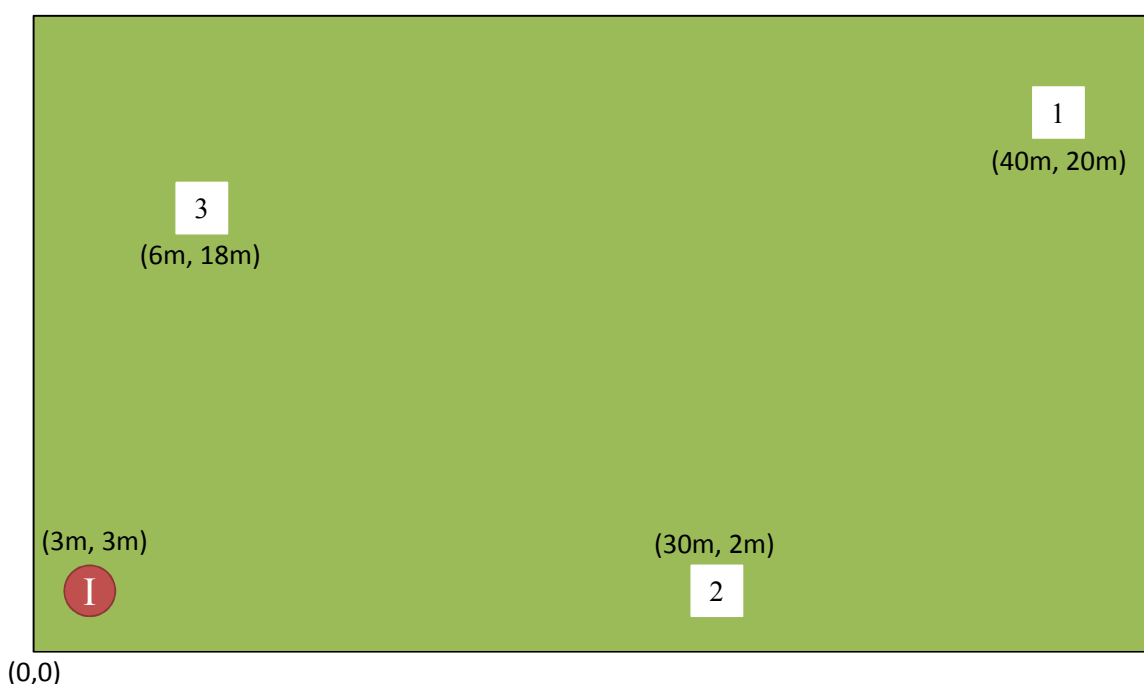 1
(40m, 20m)
3
(6m, 18m)
(3m, 3m)
(30m, 2m)
I
2
(0,0)